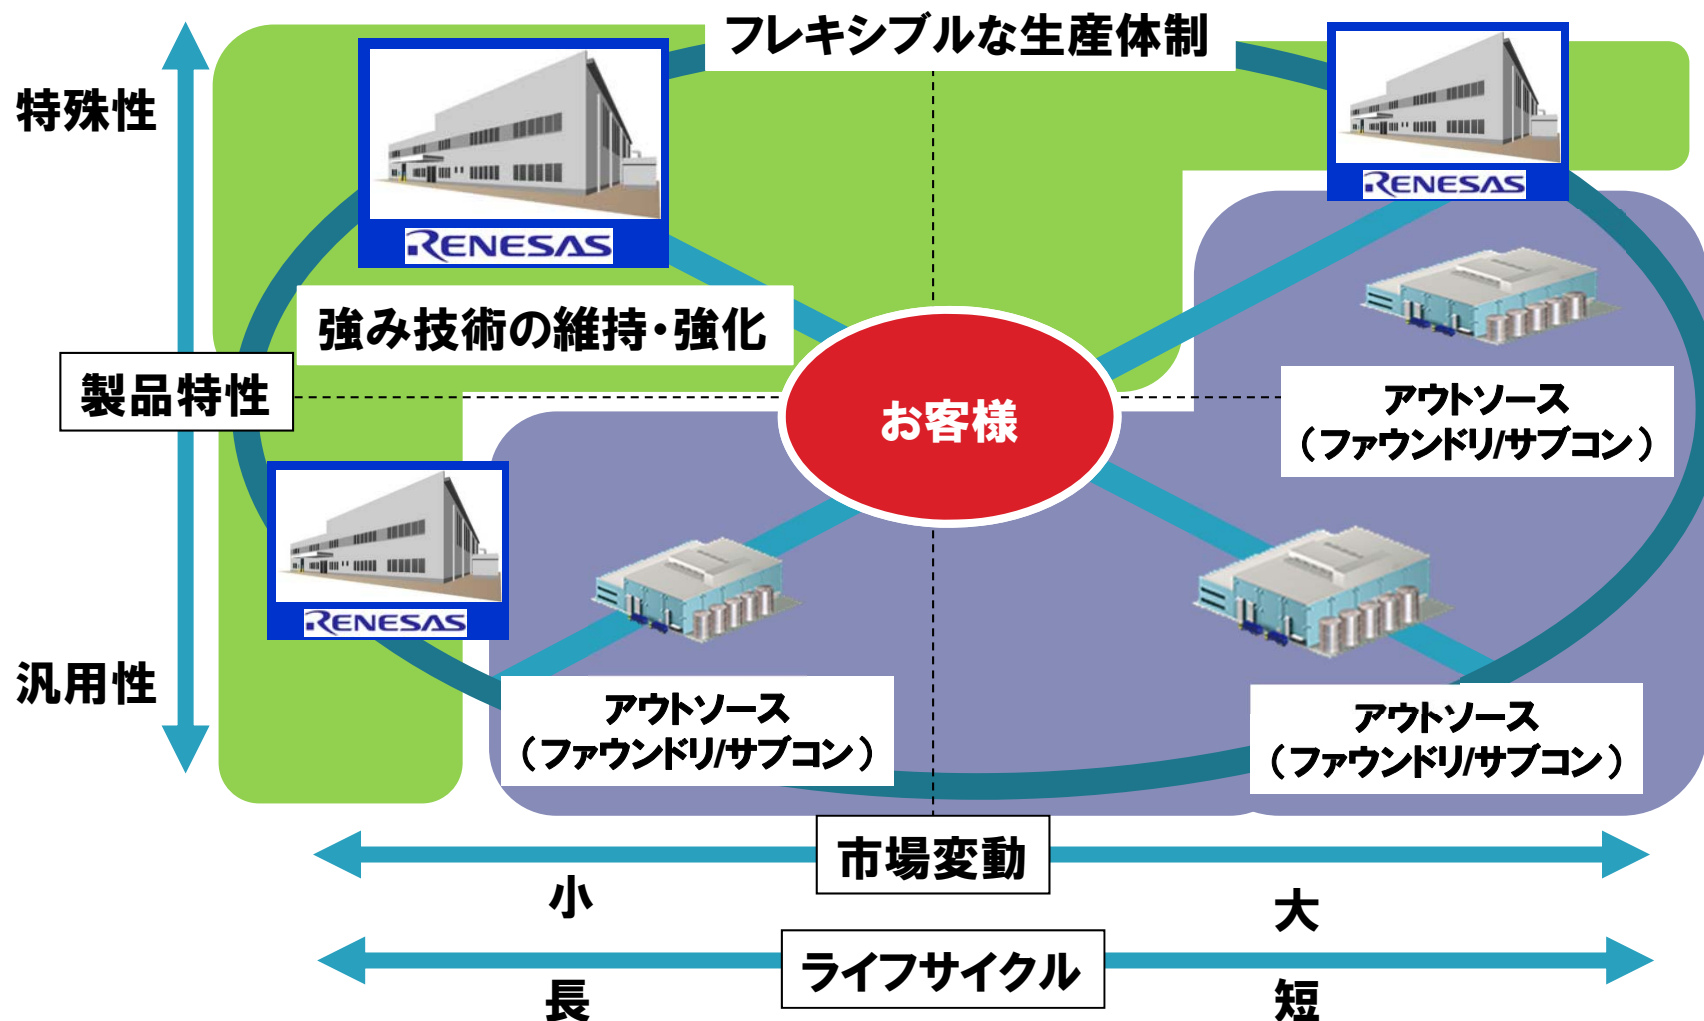 フレキシブルな生産体制
特殊性
RENESAS
RENESAS
強み技術の維持・強化
製品特性
お客様
アウトソース
（ファウンドリ/サブコン）
RENESAS
汎用性
アウトソース
（ファウンドリ/サブコン）
アウトソース
（ファウンドリ/サブコン）
市場変動
小
大
ライフサイクル
長
短